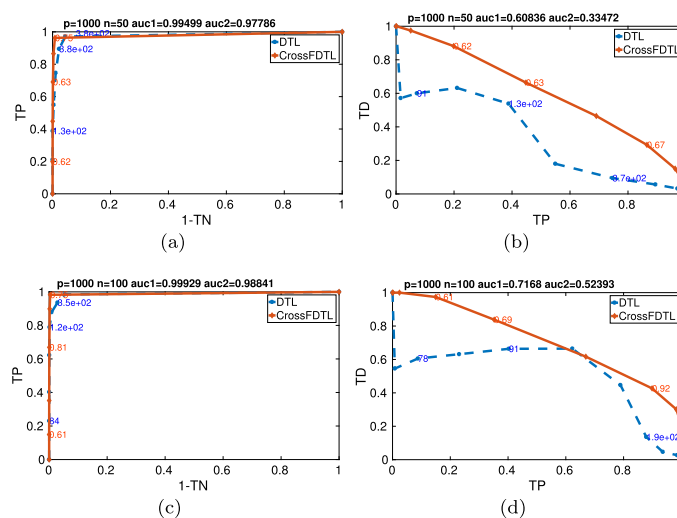 p=1000 n=50 auc1=0.99499 auc2=0.97786
1
0.8
0.6
0.4
0.2
0
TP
3.8e+02
3.8e+02
0.63
1.3e+02
0.62
DTL
CrossFDTL
0 0.2 0.4 0.6 0.8 1
1-TN
(a)
p=1000 n=50 auc1=0.60836 auc2=0.33472
1
0.8
0.6
0.4
0.2
0
TD
0.62
0.63
91
1.3e+02
0.67
DTL
CrossFDTL
0 0.2 0.4 0.6 0.8
TP
(b)
p=1000 n=100 auc1=0.99929 auc2=0.98841
1
0.8
0.6
0.4
0.2
0
TP
3.5e+02
1.2e+02
0.81
84
0.61
DTL
CrossFDTL
0 0.2 0.4 0.6 0.8 1
1-TN
(c)
p=1000 n=100 auc1=0.7168 auc2=0.52393
1
0.8
0.6
0.4
0.2
0
TD
0.61
0.69
78
91
0.92
1.9e+02
DTL
CrossFDTL
0 0.2 0.4 0.6 0.8
TP
(d)